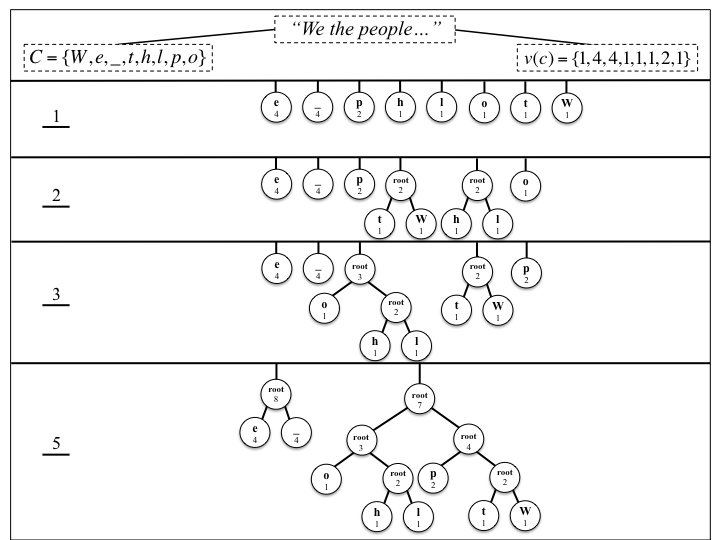 “We the people…”
C = {W,e,_,t,h,l,p,o}
v(c) = {1,4,4,1,1,1,2,1}
1
e _ p h l o t W
4 4 2 1 1 1 1 1
2
e _ p root root o
4 4 2 2 2 1
t W h l
1 1 1 1
3
e _ root root p
4 4 3 2 2
o root t W
1 2 1 1
h l
1 1
5
root root
8 7
e _ root root
4 4 3 4
o root p root
1 2 2 2
h l t W
1 1 1 1